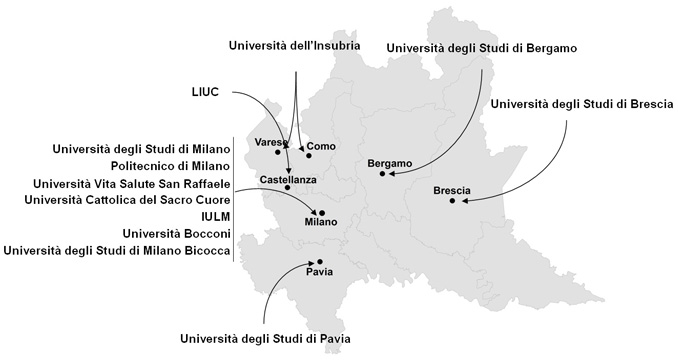 Università dell'Insubria
Università degli Studi di Bergamo
LIUC
Università degli Studi di Brescia
Università degli Studi di Milano
Politecnico di Milano
Università Vita Salute San Raffaele
Università Cattolica del Sacro Cuore
IULM
Università Bocconi
Università degli Studi di Milano Bicocca
Varese
Como
Castellanza
Bergamo
Brescia
Milano
Pavia
Università degli Studi di Pavia